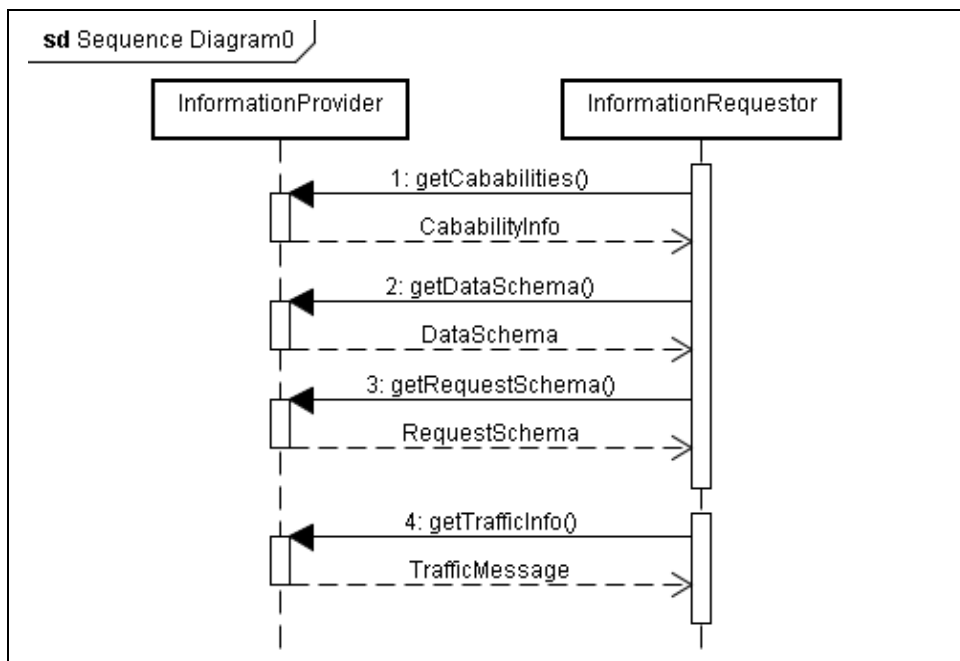 sd Sequence Diagram0
InformationProvider
InformationRequestor
1: getCababilities()
CababilityInfo
2: getDataSchema()
DataSchema
3: getRequestSchema()
RequestSchema
4: getTrafficInfo()
TrafficMessage